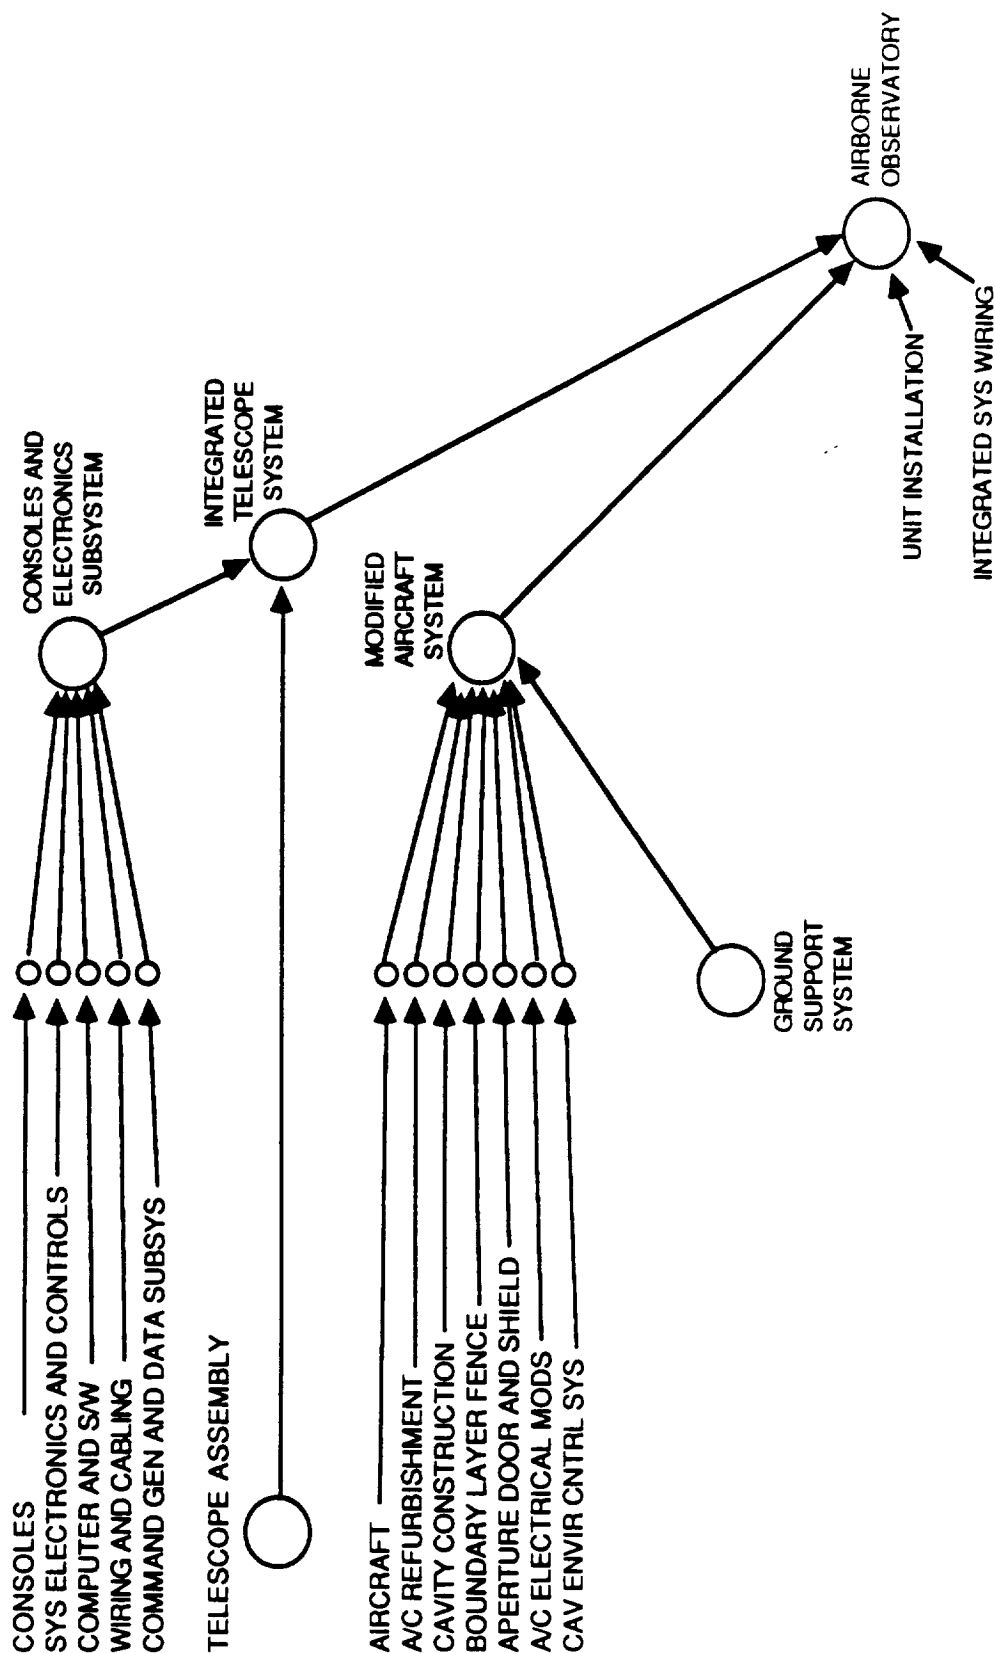 CONSOLES
SYS ELECTRONICS AND CONTROLS
COMPUTER AND S/W
WIRING AND CABLING
COMMAND GEN AND DATA SUBSYS
CONSOLES AND
ELECTRONICS
SUBSYSTEM
TELESCOPE ASSEMBLY
INTEGRATED
TELESCOPE
SYSTEM
AIRCRAFT
A/C REFURBISHMENT
CAVITY CONSTRUCTION
BOUNDARY LAYER FENCE
APERTURE DOOR AND SHIELD
A/C ELECTRICAL MODS
CAV ENVIR CNTRL SYS
MODIFIED
AIRCRAFT
SYSTEM
GROUND
SUPPORT
SYSTEM
AIRBORNE
OBSERVATORY
UNIT INSTALLATION
INTEGRATED SYS WIRING